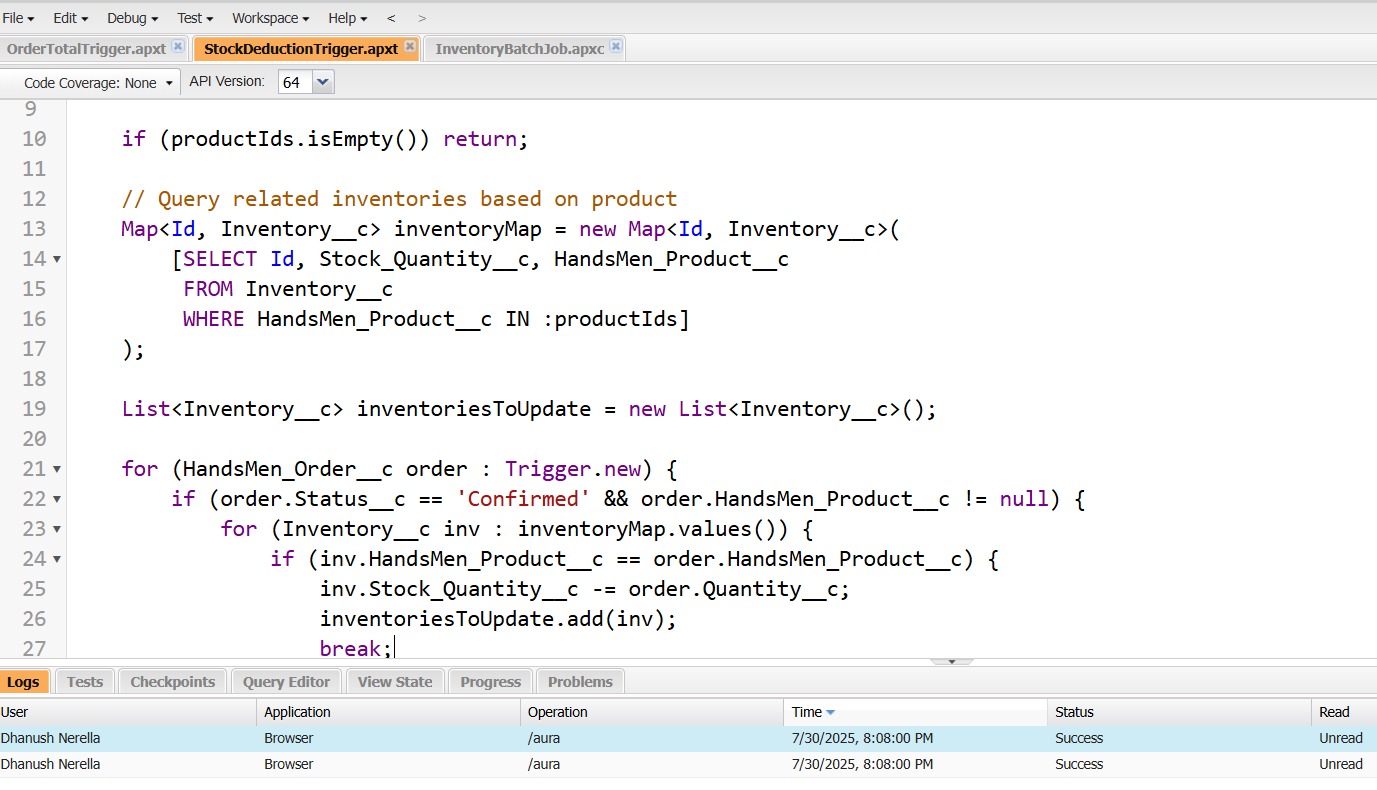 File Edit Debug Test Workspace Help < >
OrderTotalTrigger.apxt StockDeductionTrigger.apxt InventoryBatchJob.apxc
Code Coverage: None API Version: 64
9
10 if (productIds.isEmpty()) return;
11
12 // Query related inventories based on product
13 Map<Id, Inventory__c> inventoryMap = new Map<Id, Inventory__c>(
14 [SELECT Id, Stock_Quantity__c, HandsMen_Product__c
15 FROM Inventory__c
16 WHERE HandsMen_Product__c IN :productIds]
17 );
18
19 List<Inventory__c> inventoriesToUpdate = new List<Inventory__c>();
20
21 for (HandsMen_Order__c order : Trigger.new) {
22 if (order.Status__c == 'Confirmed' && order.HandsMen_Product__c != null) {
23 for (Inventory__c inv : inventoryMap.values()) {
24 if (inv.HandsMen_Product__c == order.HandsMen_Product__c) {
25 inv.Stock_Quantity__c -= order.Quantity__c;
26 inventoriesToUpdate.add(inv);
27 break;
Logs Tests Checkpoints Query Editor View State Progress Problems
User Application Operation Time Status Read
Dhanush Nerella Browser /aura 7/30/2025, 8:08:00 PM Success Unread
Dhanush Nerella Browser /aura 7/30/2025, 8:08:00 PM Success Unread